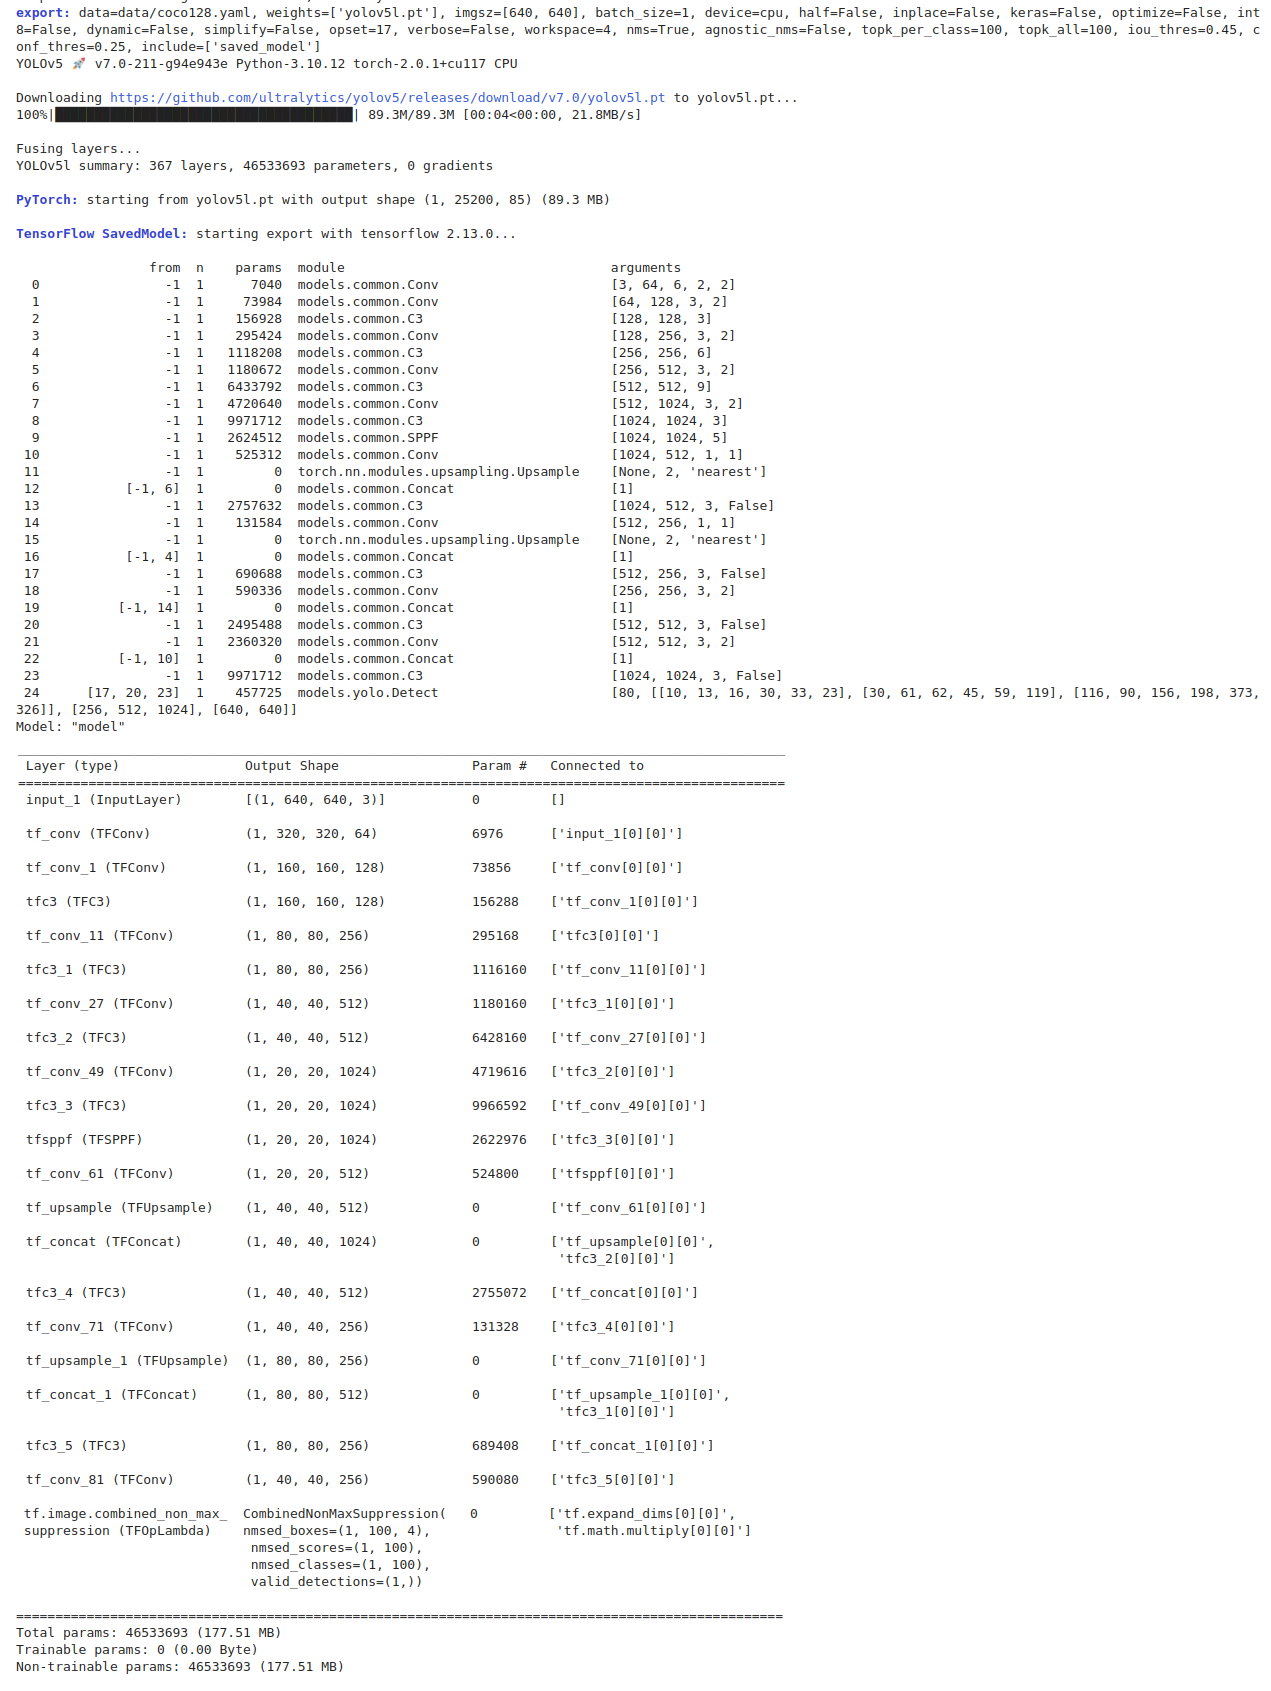 export: data=data/coco128.yaml, weights=['yolov5l.pt'], imgsz=[640, 640], batch_size=1, device=cpu, half=False, inplace=False, keras=False, optimize=False, int
8=False, dynamic=False, simplify=False, opset=17, verbose=False, workspace=4, nms=True, agnostic_nms=False, topk_per_class=100, topk_all=100, iou_thres=0.45, c
onf_thres=0.25, include=['saved_model']
YOLOv5 🚀 v7.0-211-g94e943e Python-3.10.12 torch-2.0.1+cu117 CPU
Downloading https://github.com/ultralytics/yolov5/releases/download/v7.0/yolov5l.pt to yolov5l.pt...
100%|██████████████████████████████████████| 89.3M/89.3M [00:04<00:00, 21.8MB/s]
Fusing layers...
YOLOv5l summary: 367 layers, 46533693 parameters, 0 gradients
PyTorch: starting from yolov5l.pt with output shape (1, 25200, 85) (89.3 MB)
TensorFlow SavedModel: starting export with tensorflow 2.13.0...
from n params module arguments
0 -1 1 7040 models.common.Conv [3, 64, 6, 2, 2]
1 -1 1 73984 models.common.Conv [64, 128, 3, 2]
2 -1 1 156928 models.common.C3 [128, 128, 3]
3 -1 1 295424 models.common.Conv [128, 256, 3, 2]
4 -1 1 1118208 models.common.C3 [256, 256, 6]
5 -1 1 1180672 models.common.Conv [256, 512, 3, 2]
6 -1 1 6433792 models.common.C3 [512, 512, 9]
7 -1 1 4720640 models.common.Conv [512, 1024, 3, 2]
8 -1 1 9971712 models.common.C3 [1024, 1024, 3]
9 -1 1 2624512 models.common.SPPF [1024, 1024, 5]
10 -1 1 525312 models.common.Conv [1024, 512, 1, 1]
11 -1 1 0 torch.nn.modules.upsampling.Upsample [None, 2, 'nearest']
12 [-1, 6] 1 0 models.common.Concat [1]
13 -1 1 2757632 models.common.C3 [1024, 512, 3, False]
14 -1 1 131584 models.common.Conv [512, 256, 1, 1]
15 -1 1 0 torch.nn.modules.upsampling.Upsample [None, 2, 'nearest']
16 [-1, 4] 1 0 models.common.Concat [1]
17 -1 1 690688 models.common.C3 [512, 256, 3, False]
18 -1 1 590336 models.common.Conv [256, 256, 3, 2]
19 [-1, 14] 1 0 models.common.Concat [1]
20 -1 1 2495488 models.common.C3 [512, 512, 3, False]
21 -1 1 2360320 models.common.Conv [512, 512, 3, 2]
22 [-1, 10] 1 0 models.common.Concat [1]
23 -1 1 9971712 models.common.C3 [1024, 1024, 3, False]
24 [17, 20, 23] 1 457725 models.yolo.Detect [80, [[10, 13, 16, 30, 33, 23], [30, 61, 62, 45, 59, 119], [116, 90, 156, 198, 373,
326]], [256, 512, 1024], [640, 640]]
Model: "model"
__________________________________________________________________________________________________
Layer (type) Output Shape Param # Connected to
==================================================================================================
input_1 (InputLayer) [(1, 640, 640, 3)] 0 []
tf_conv (TFConv) (1, 320, 320, 64) 6976 ['input_1[0][0]']
tf_conv_1 (TFConv) (1, 160, 160, 128) 73856 ['tf_conv[0][0]']
tfc3 (TFC3) (1, 160, 160, 128) 156288 ['tf_conv_1[0][0]']
tf_conv_11 (TFConv) (1, 80, 80, 256) 295168 ['tfc3[0][0]']
tfc3_1 (TFC3) (1, 80, 80, 256) 1116160 ['tf_conv_11[0][0]']
tf_conv_27 (TFConv) (1, 40, 40, 512) 1180160 ['tfc3_1[0][0]']
tfc3_2 (TFC3) (1, 40, 40, 512) 6428160 ['tf_conv_27[0][0]']
tf_conv_49 (TFConv) (1, 20, 20, 1024) 4719616 ['tfc3_2[0][0]']
tfc3_3 (TFC3) (1, 20, 20, 1024) 9966592 ['tf_conv_49[0][0]']
tfsppf (TFSPPF) (1, 20, 20, 1024) 2622976 ['tfc3_3[0][0]']
tf_conv_61 (TFConv) (1, 20, 20, 512) 524800 ['tfsppf[0][0]']
tf_upsample (TFUpsample) (1, 40, 40, 512) 0 ['tf_conv_61[0][0]']
tf_concat (TFConcat) (1, 40, 40, 1024) 0 ['tf_upsample[0][0]',
'tfc3_2[0][0]']
tfc3_4 (TFC3) (1, 40, 40, 512) 2755072 ['tf_concat[0][0]']
tf_conv_71 (TFConv) (1, 40, 40, 256) 131328 ['tfc3_4[0][0]']
tf_upsample_1 (TFUpsample) (1, 80, 80, 256) 0 ['tf_conv_71[0][0]']
tf_concat_1 (TFConcat) (1, 80, 80, 512) 0 ['tf_upsample_1[0][0]',
'tfc3_1[0][0]']
tfc3_5 (TFC3) (1, 80, 80, 256) 689408 ['tf_concat_1[0][0]']
tf_conv_81 (TFConv) (1, 40, 40, 256) 590080 ['tfc3_5[0][0]']
tf.image.combined_non_max_ CombinedNonMaxSuppression( 0 ['tf.expand_dims[0][0]',
suppression (TFOpLambda) nmsed_boxes=(1, 100, 4), 'tf.math.multiply[0][0]']
nmsed_scores=(1, 100),
nmsed_classes=(1, 100),
valid_detections=(1,))
==================================================================================================
Total params: 46533693 (177.51 MB)
Trainable params: 0 (0.00 Byte)
Non-trainable params: 46533693 (177.51 MB)